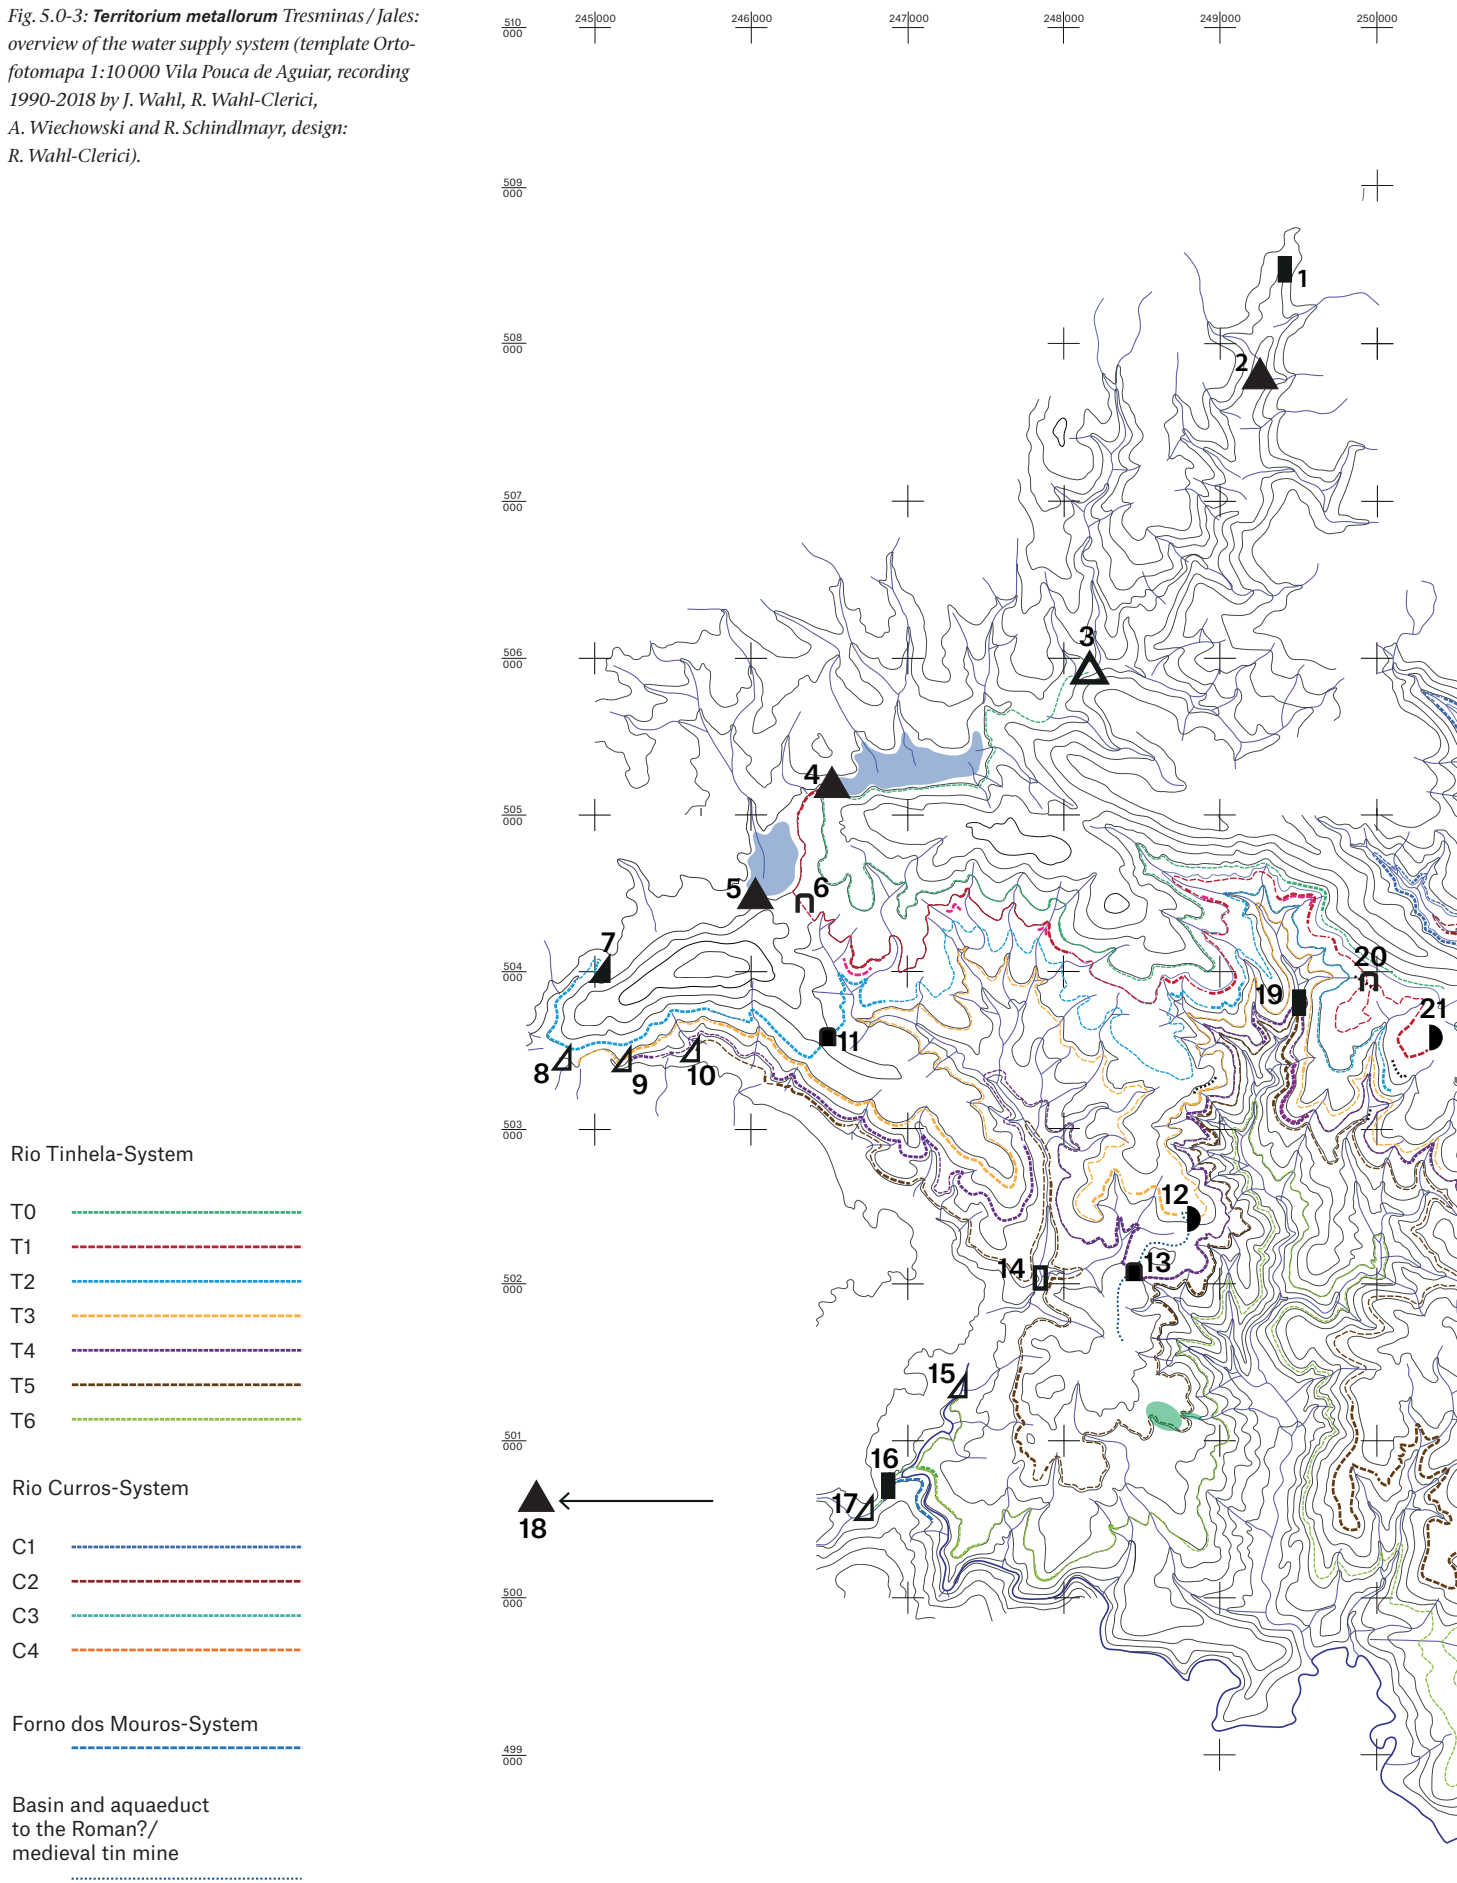 Fig. 5.0-3: Territorium metallorum Tresminas / Jales:
overview of the water supply system (template Orto-
fotomapa 1:10 000 Vila Pouca de Aguiar, recording
1990-2018 by J. Wahl, R. Wahl-Clerici,
A. Wiechowski and R. Schindlmayr, design:
R. Wahl-Clerici).
245 000
246 000
247 000
248 000
249 000
250 000
510
000
509
000
1
508
000
2
507
000
3
506
000
4
505
000
5
6
7
504
000
20
19
21
11
8
9
10
503
000
12
13
14
502
000
15
501
000
16
17
18
500
000
499
000
Rio Tinhela-System
T0
T1
T2
T3
T4
T5
T6
Rio Curros-System
C1
C2
C3
C4
Forno dos Mouros-System
Basin and aquaeduct
to the Roman?/
medieval tin mine